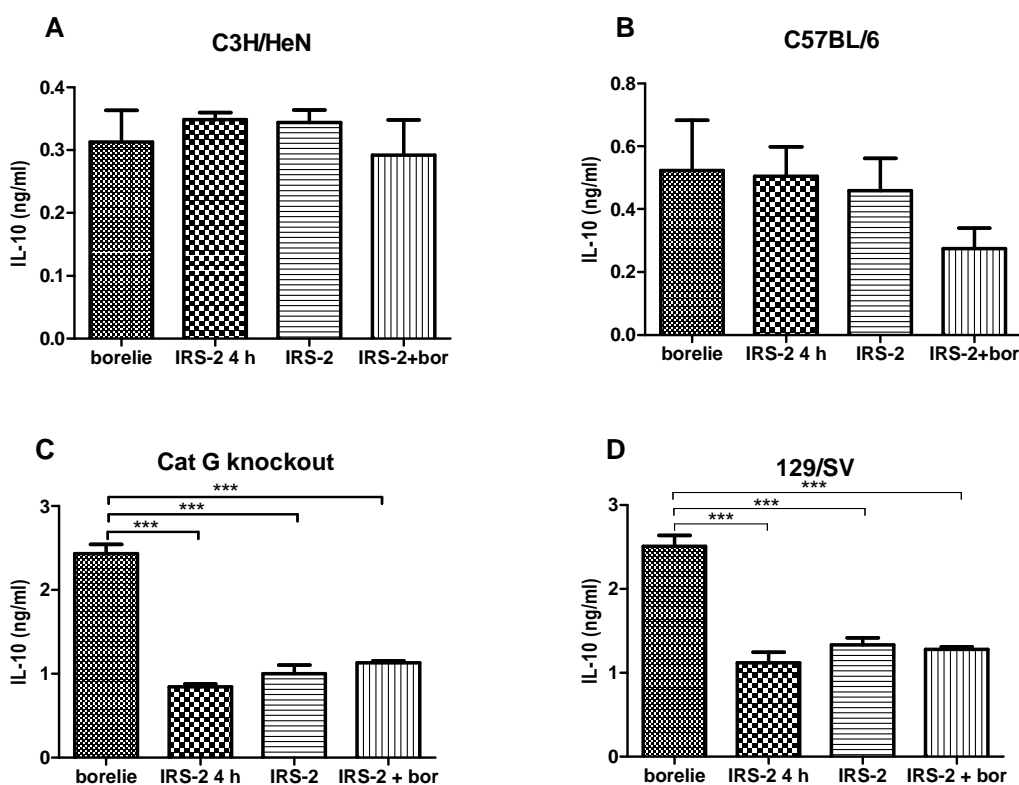 A
C3H/HeN
IL-10 (ng/ml)
0.4
0.3
0.2
0.1
0.0
borelie IRS-2 4 h IRS-2 IRS-2+bor
B
C57BL/6
IL-10 (ng/ml)
0.8
0.6
0.4
0.2
0.0
borelie IRS-2 4 h IRS-2 IRS-2+bor
C
Cat G knockout
***
***
***
IL-10 (ng/ml)
3
2
1
0
borelie IRS-2 4 h IRS-2 IRS-2 + bor
D
129/SV
***
***
***
IL-10 (ng/ml)
3
2
1
0
borelie IRS-2 4 h IRS-2 IRS-2 + bor